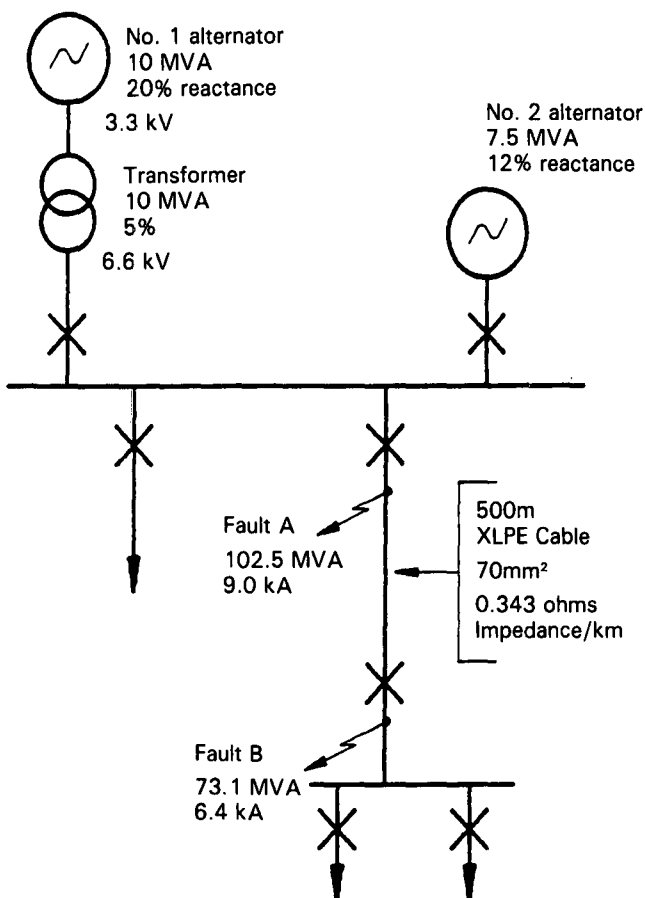 No. 1 alternator
10 MVA
20% reactance
3.3 kV
Transformer
10 MVA
5%
6.6 kV
No. 2 alternator
7.5 MVA
12% reactance
Fault A
102.5 MVA
9.0 kA
500m
XLPE Cable
70mm²
0.343 ohms
Impedance/km
Fault B
73.1 MVA
6.4 kA